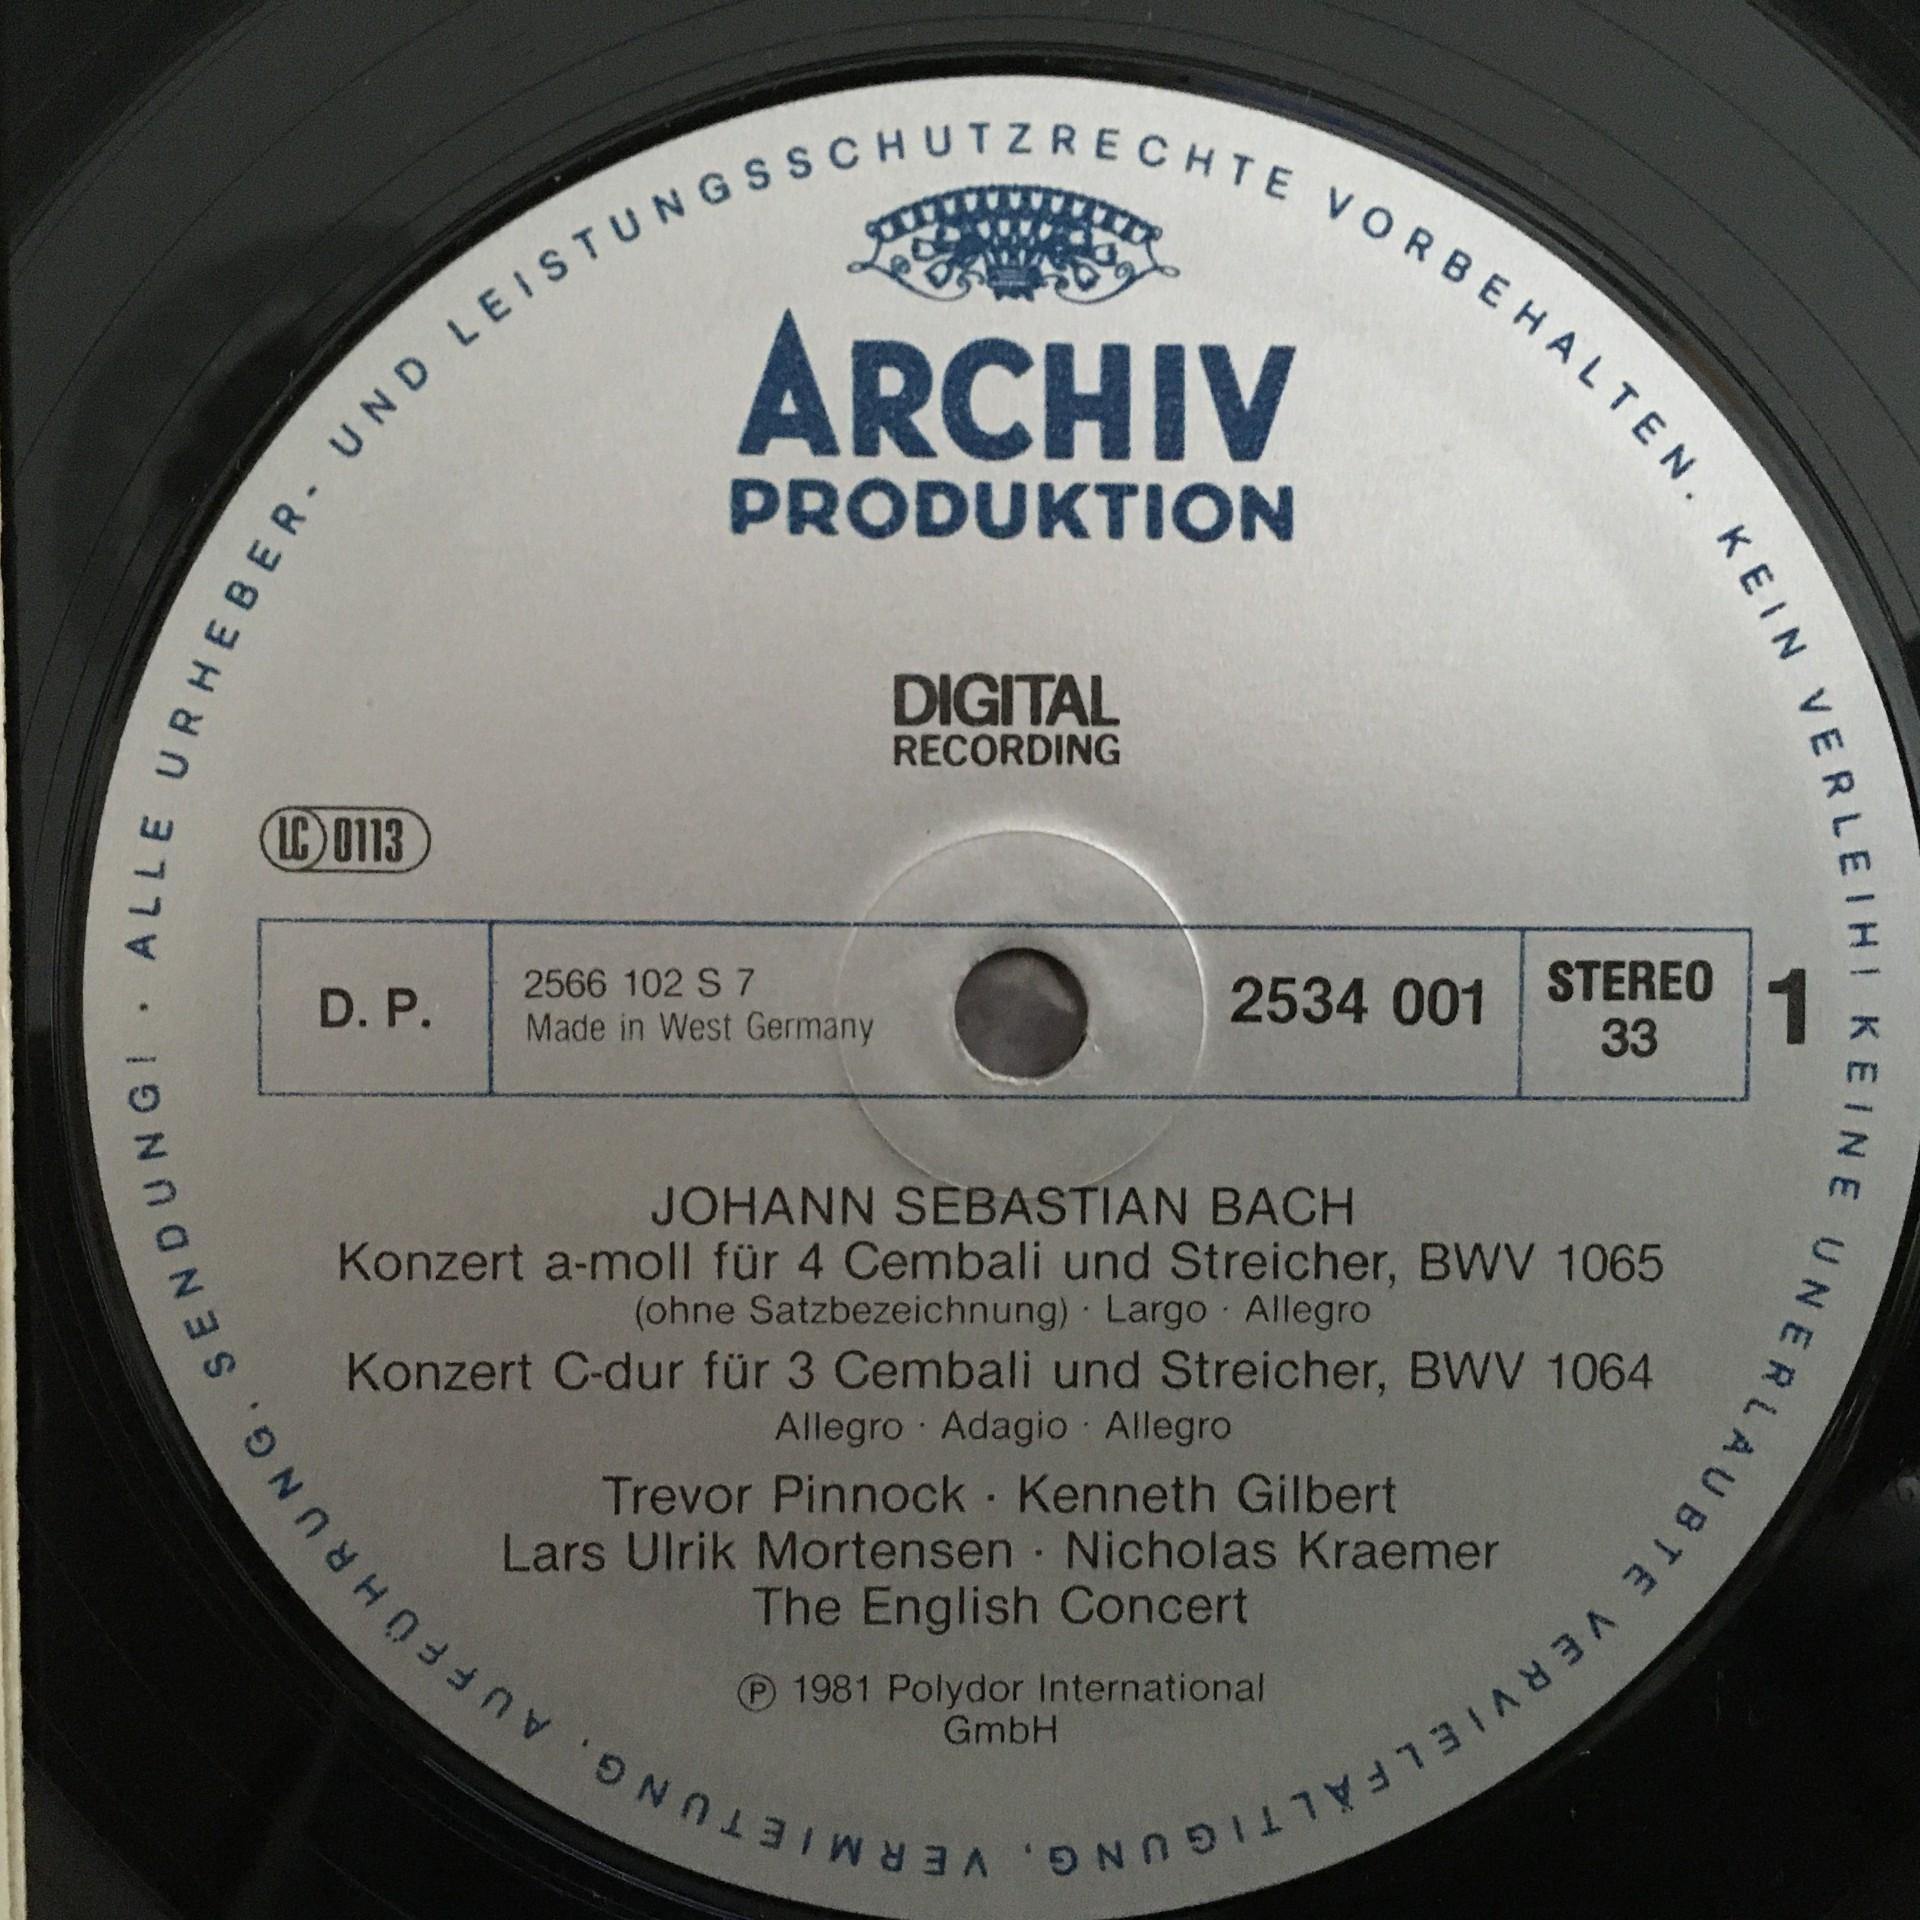 ALLE URHEBER- UND LEISTUNGSSCHUTZRECHTE VORBEHALTEN. KEIN VERLEIH! KEINE UNERLAUBTE VERVIELFÄLTIGUNG, VERMIETUNG, AUFFÜHRUNG, SENDUNG! ·
ARCHIV
PRODUKTION
DIGITAL
RECORDING
LC 0113
D. P.
2566 102 S 7
Made in West Germany
2534 001
STEREO
33
1
JOHANN SEBASTIAN BACH
Konzert a-moll für 4 Cembali und Streicher, BWV 1065
(ohne Satzbezeichnung) · Largo · Allegro
Konzert C-dur für 3 Cembali und Streicher, BWV 1064
Allegro · Adagio · Allegro
Trevor Pinnock · Kenneth Gilbert
Lars Ulrik Mortensen · Nicholas Kraemer
The English Concert
℗ 1981 Polydor International
GmbH